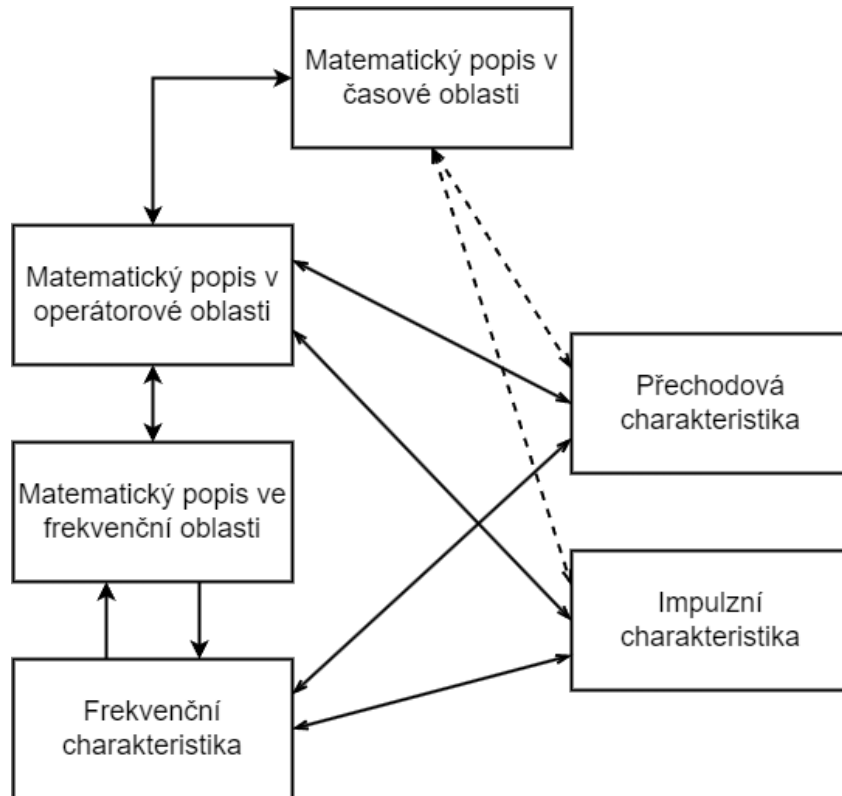 Matematický popis v
časové oblasti
Matematický popis v
operátorové oblasti
Přechodová
charakteristika
Matematický popis ve
frekvenční oblasti
Impulzní
charakteristika
Frekvenční
charakteristika